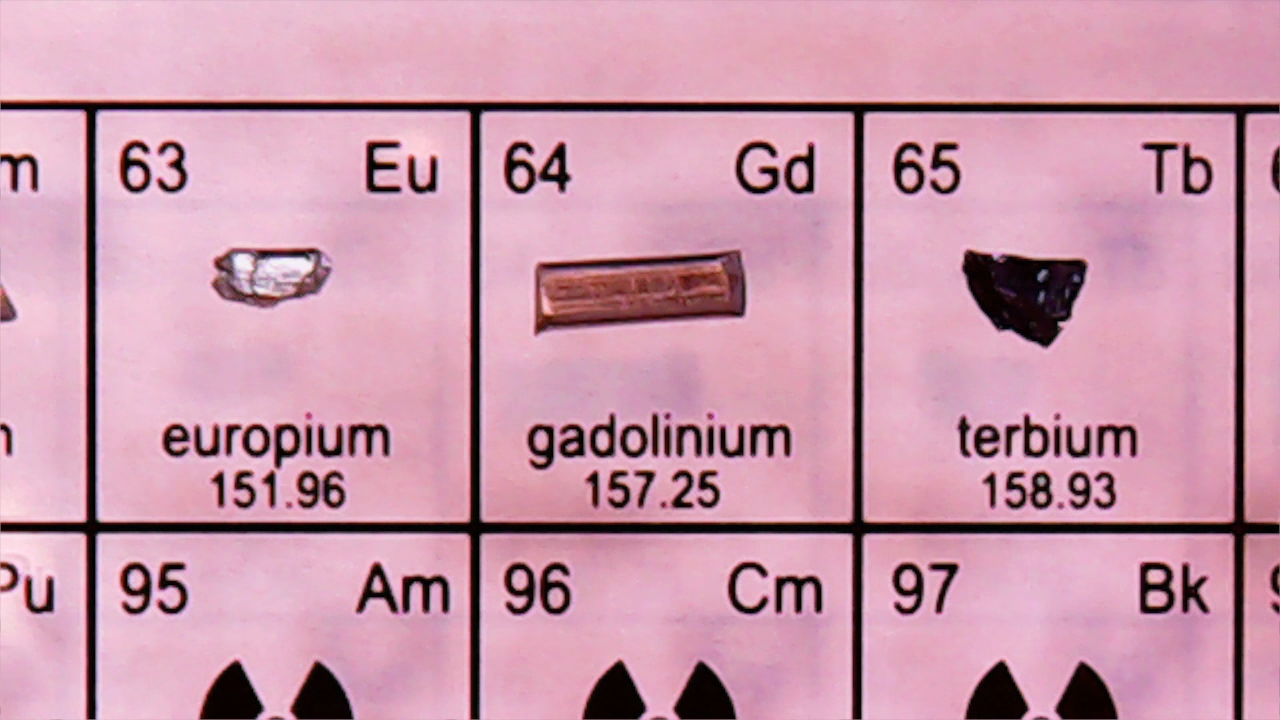 m 63 Eu 64 Gd 65 Tb
europium gadolinium terbium
151.96 157.25 158.93
Pu 95 Am 96 Cm 97 Bk